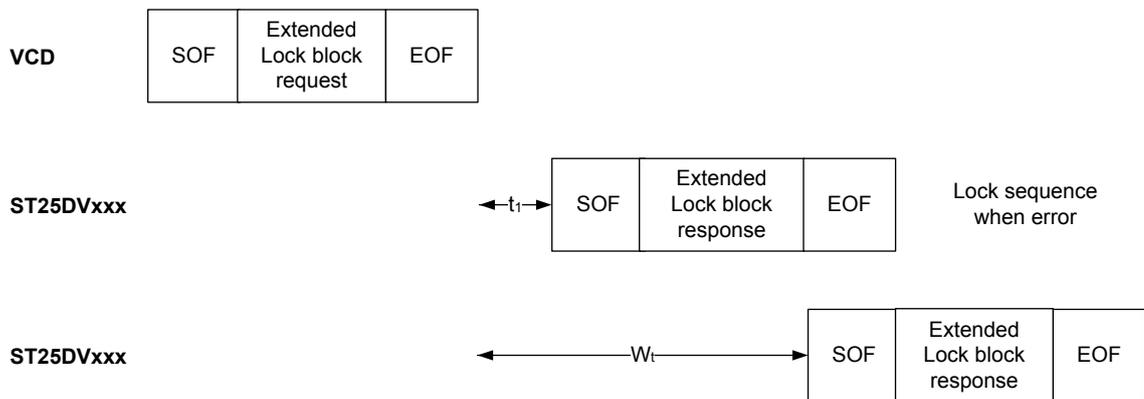 VCD
SOF
Extended
Lock block
request
EOF
ST25DVxxx
t1
SOF
Extended
Lock block
response
EOF
Lock sequence
when error
ST25DVxxx
Wt
SOF
Extended
Lock block
response
EOF